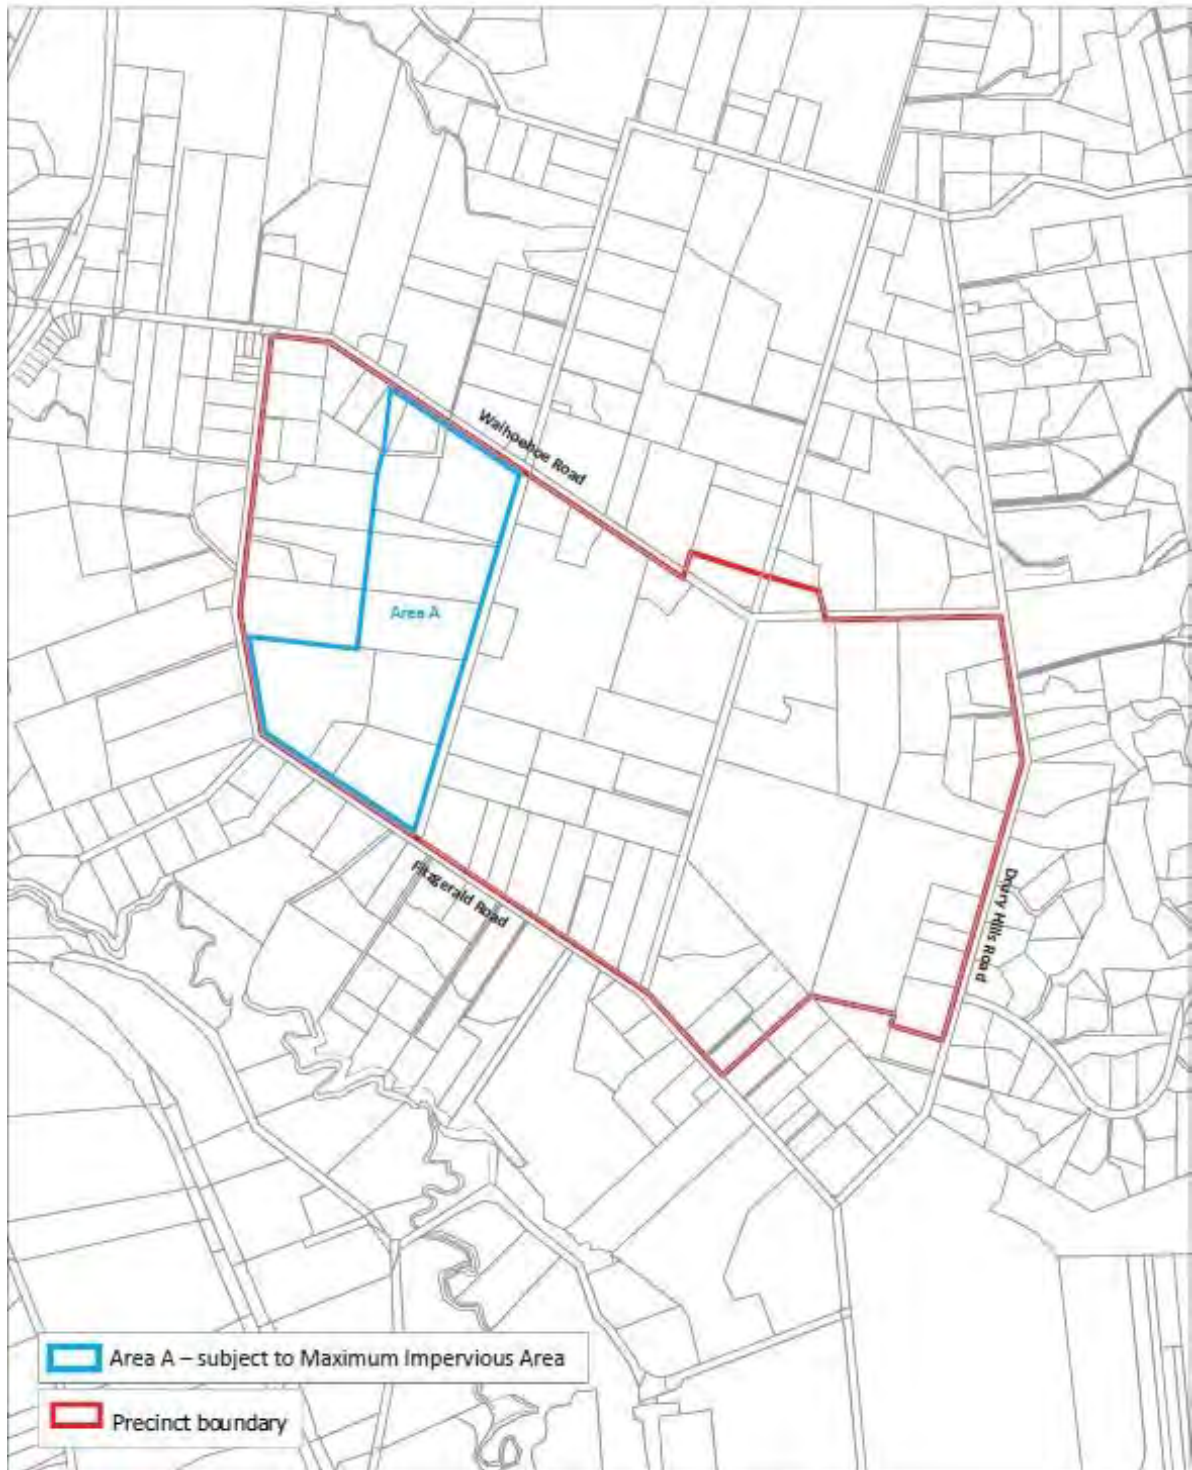 Waihoehoe Road
Area A
Fitzgerald Road
Drury Hills Road
Area A – subject to Maximum Impervious Area
Precinct boundary